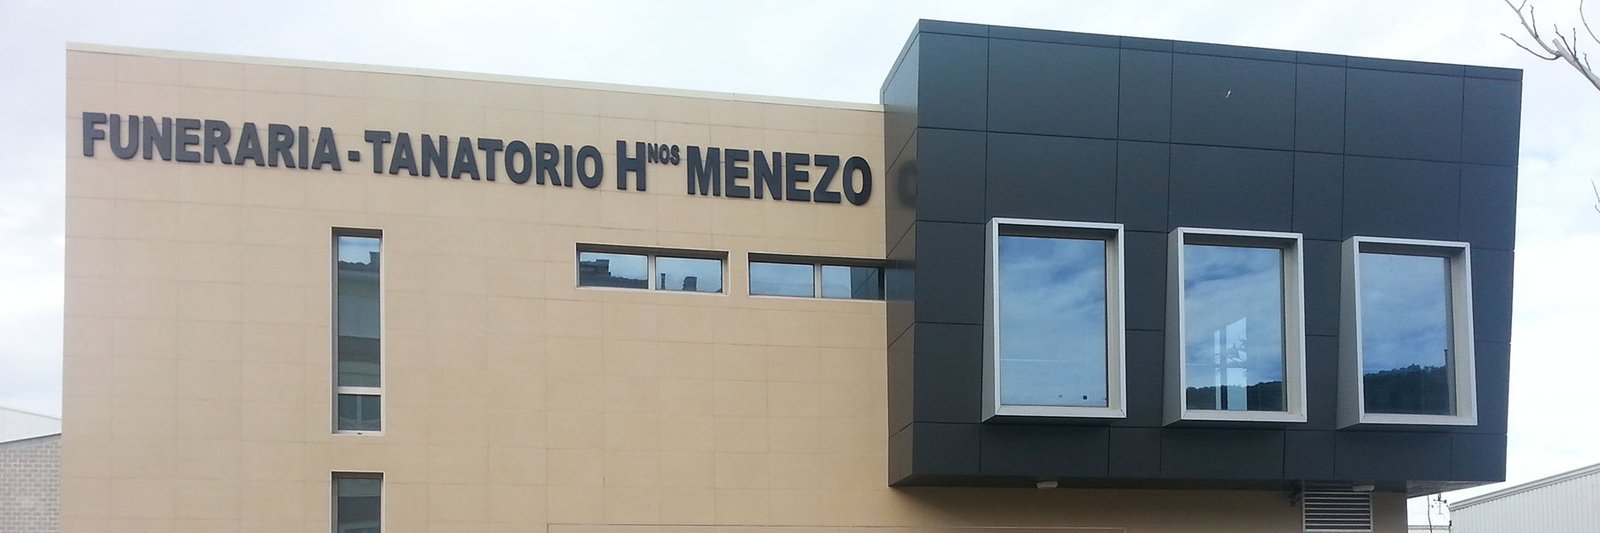 FUNERARIA - TANATORIO Hnos MENEZO